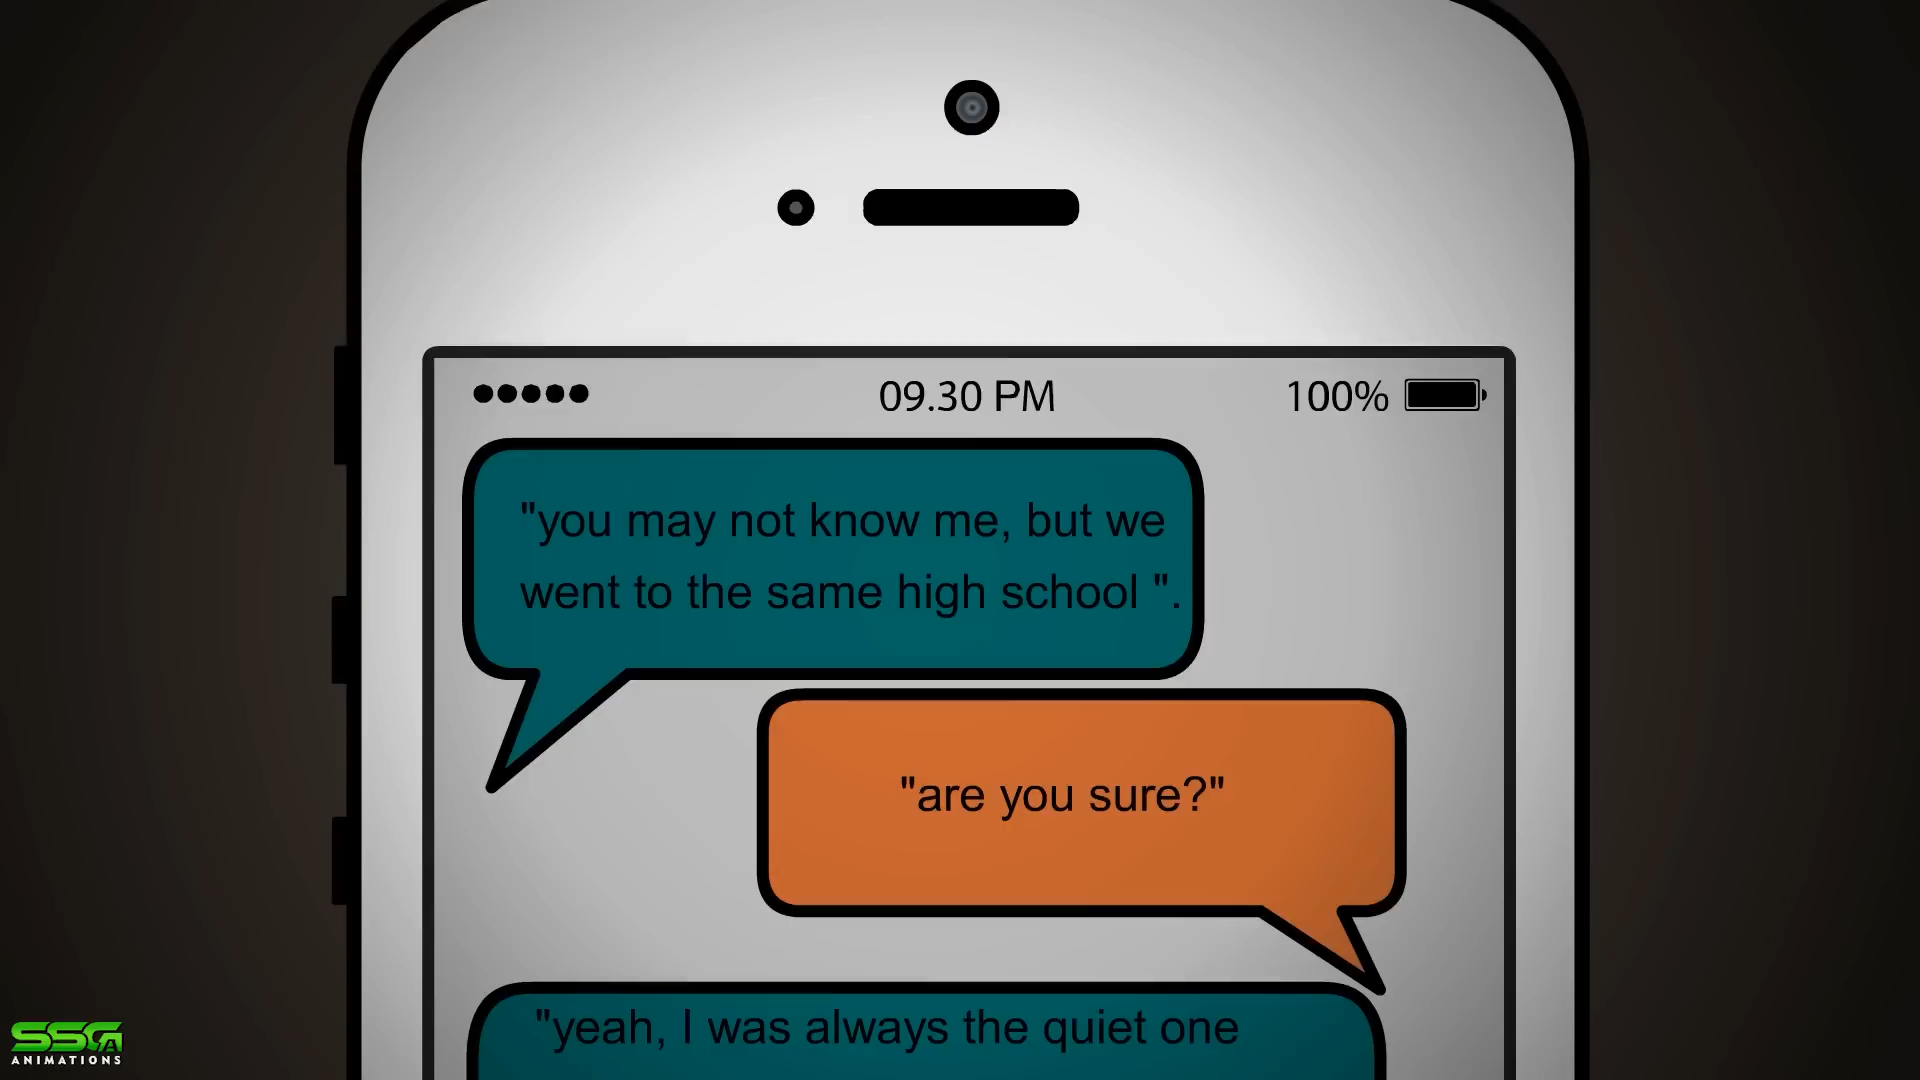 09.30 PM
100%
"you may not know me, but we
went to the same high school ".
"are you sure?"
"yeah, I was always the quiet one
SSGA
ANIMATIONS